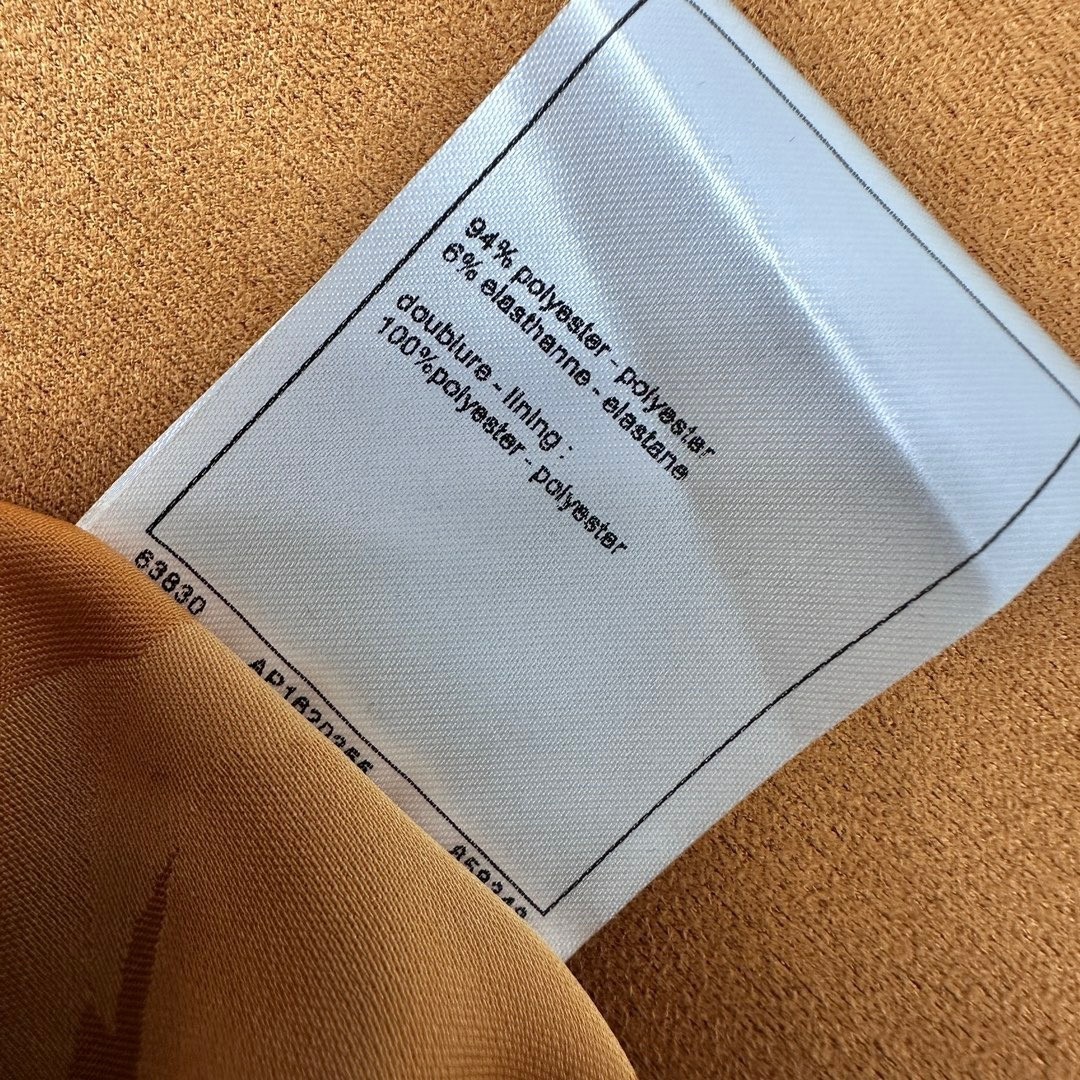 94% polyester - polyester
6% elasthanne - elastane
doublure - lining :
100%polyester - polyester
63830